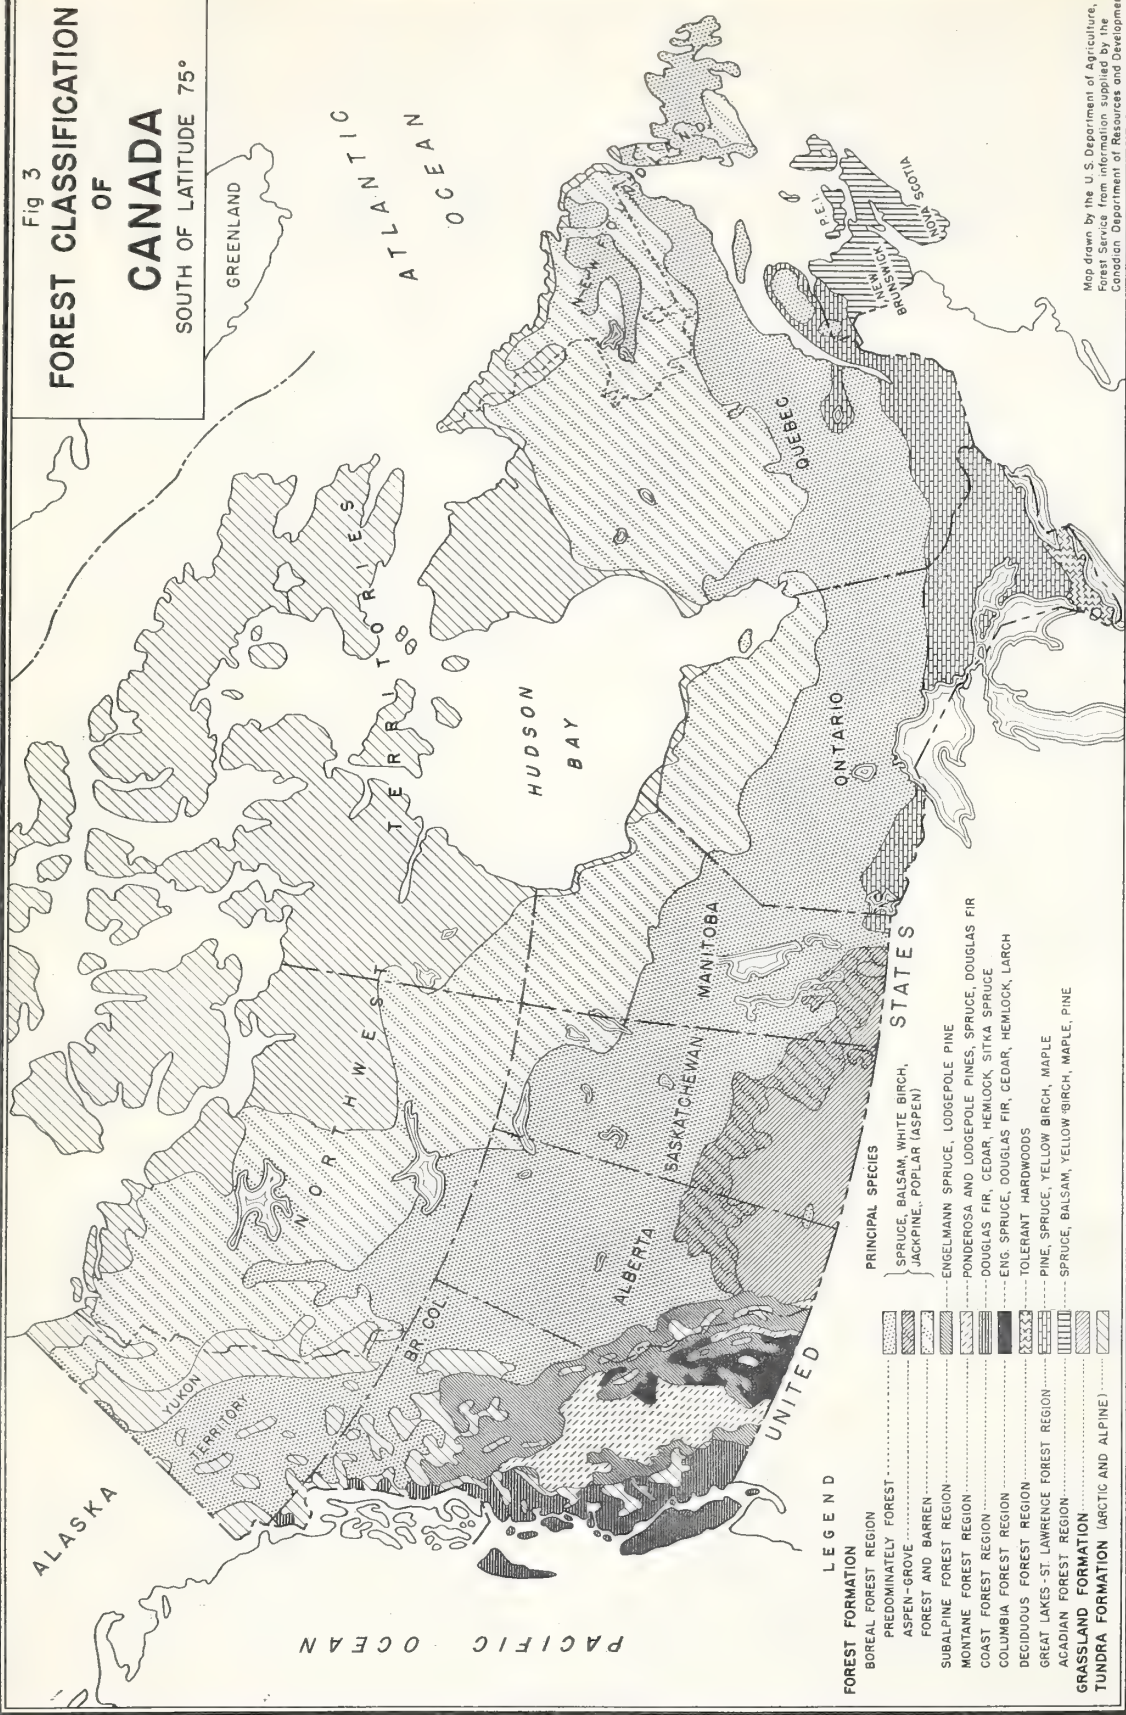 Fig 3
FOREST CLASSIFICATION
OF
CANADA
SOUTH OF LATITUDE 75°
GREENLAND
ATLANTIC
OCEAN
ALASKA
PACIFIC OCEAN
NORTHWEST
TERRITORIES
YUKON
TERRITORY
HUDSON
BAY
BR. COL.
ALBERTA
SASKATCHEWAN
MANITOBA
ONTARIO
QUEBEC
NEWFO
ND
P.E.I.
NEW
BRUNSWICK
NOVA SCOTIA
UNITED STATES
LEGEND
FOREST FORMATION
PRINCIPAL SPECIES
BOREAL FOREST REGION
PREDOMINATELY FOREST
ASPEN-GROVE
FOREST AND BARREN
SPRUCE, BALSAM, WHITE BIRCH,
JACKPINE, POPLAR (ASPEN)
SUBALPINE FOREST REGION ENGELMANN SPRUCE, LODGEPOLE PINE
MONTANE FOREST REGION PONDEROSA AND LODGEPOLE PINES, SPRUCE, DOUGLAS FIR
COAST FOREST REGION DOUGLAS FIR, CEDAR, HEMLOCK, SITKA SPRUCE
COLUMBIA FOREST REGION ENG. SPRUCE, DOUGLAS FIR, CEDAR, HEMLOCK, LARCH
DECIDUOUS FOREST REGION TOLERANT HARDWOODS
GREAT LAKES-ST. LAWRENCE FOREST REGION PINE, SPRUCE, YELLOW BIRCH, MAPLE
ACADIAN FOREST REGION SPRUCE, BALSAM, YELLOW BIRCH, MAPLE, PINE
GRASSLAND FORMATION
TUNDRA FORMATION (ARCTIC AND ALPINE)
Map drawn by the U.S. Department of Agriculture,
Forest Service from information supplied by the
Canadian Department of Resources and Developme